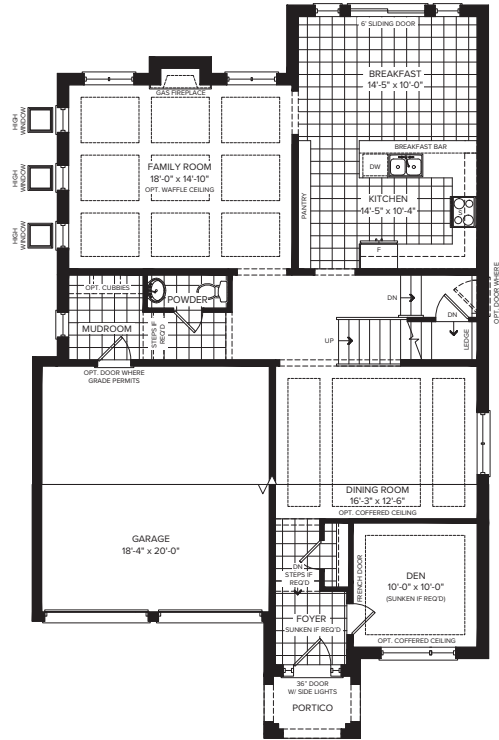 6' SLIDING DOOR
BREAKFAST
14'-5" x 10'-0"
GAS FIREPLACE
HIGH
WINDOW
BREAKFAST BAR
DW
FAMILY ROOM
18'-0" x 14'-10"
OPT. WAFFLE CEILING
HIGH
WINDOW
PANTRY
KITCHEN
14'-5" x 10'-4"
S
HIGH
WINDOW
F
OPT. CUBBIES
POWDER
DN
OPT. DOOR WHERE
MUDROOM
STEPS IF
REQ'D
DN
UP
LEDGE
OPT. DOOR WHERE
GRADE PERMITS
DINING ROOM
16'-3" x 12'-6"
OPT. COFFERED CEILING
GARAGE
18'-4" x 20'-0"
DN
STEPS IF
REQ'D
FRENCH DOOR
DEN
10'-0" x 10'-0"
(SUNKEN IF REQ'D)
FOYER
SUNKEN IF REQ'D
OPT. COFFERED CEILING
36" DOOR
W/ SIDE LIGHTS
PORTICO